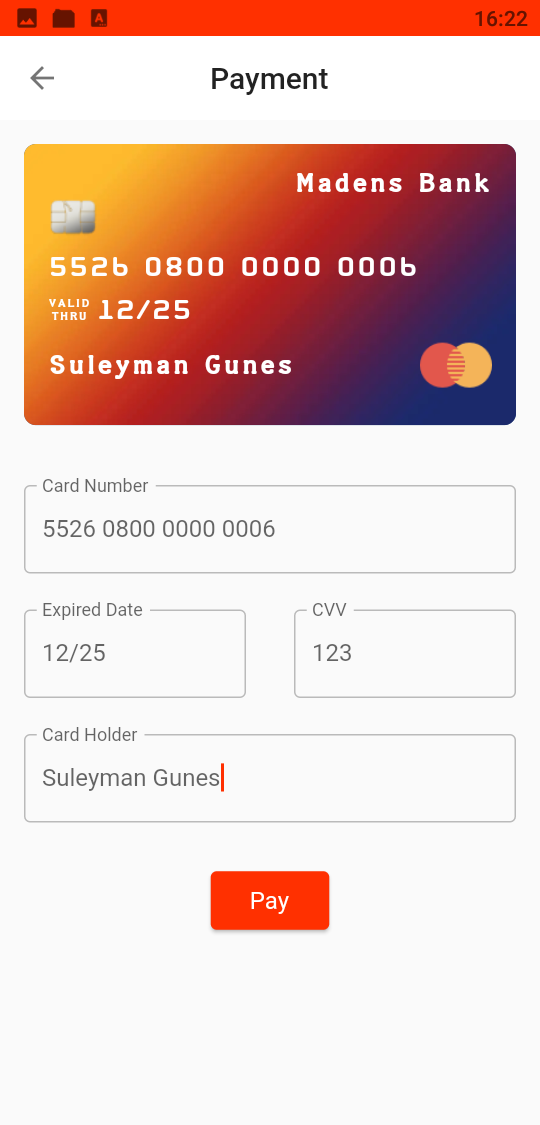 16:22
Payment
Madens Bank
5526 0800 0000 0006
VALID
THRU 12/25
Suleyman Gunes
Card Number
5526 0800 0000 0006
Expired Date
CVV
12/25
123
Card Holder
Suleyman Gunes
Pay